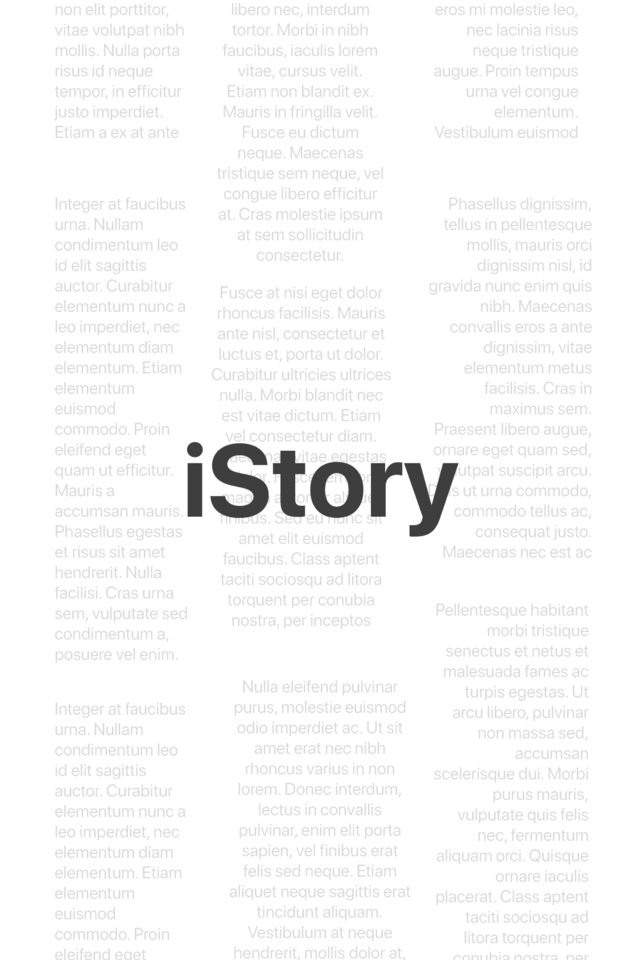 non elit porttitor,
vitae volutpat nibh
mollis. Nulla porta
risus id neque
tempor, in efficitur
justo imperdiet.
Etiam a ex at ante
Integer at faucibus
urna. Nullam
condimentum leo
id elit sagittis
auctor. Curabitur
elementum nunc a
leo imperdiet, nec
elementum diam
elementum. Etiam
elementum
euismod
commodo. Proin
eleifend eget
quam ut efficitur.
Mauris a
accumsan mauris.
Phasellus egestas
et risus sit amet
hendrerit. Nulla
facilisi. Cras urna
sem, vulputate sed
condimentum a,
posuere vel enim.
Integer at faucibus
urna. Nullam
condimentum leo
id elit sagittis
auctor. Curabitur
elementum nunc a
leo imperdiet, nec
elementum diam
elementum. Etiam
elementum
euismod
commodo. Proin
eleifend eget
libero nec, interdum
tortor. Morbi in nibh
faucibus, iaculis lorem
vitae, cursus velit.
Etiam non blandit ex.
Mauris in fringilla velit.
Fusce eu dictum
neque. Maecenas
tristique sem neque, vel
congue libero efficitur
at. Cras molestie ipsum
at sem sollicitudin
consectetur.
Fusce at nisi eget dolor
rhoncus facilisis. Mauris
ante nisl, consectetur et
luctus et, porta ut dolor.
Curabitur ultricies ultrices
nulla. Morbi blandit nec
est vitae dictum. Etiam
vel consectetur diam.
vitae egestas
iStory
finibus. Sed eu nunc sit
amet elit euismod
faucibus. Class aptent
taciti sociosqu ad litora
torquent per conubia
nostra, per inceptos
Nulla eleifend pulvinar
purus, molestie euismod
odio imperdiet ac. Ut sit
amet erat nec nibh
rhoncus varius in non
lorem. Donec interdum,
lectus in convallis
pulvinar, enim elit porta
sapien, vel finibus erat
felis sed neque. Etiam
aliquet neque sagittis erat
tincidunt aliquam.
Vestibulum at neque
hendrerit, mollis dolor at,
eros mi molestie leo,
nec lacinia risus
neque tristique
augue. Proin tempus
urna vel congue
elementum.
Vestibulum euismod
Phasellus dignissim,
tellus in pellentesque
mollis, mauris orci
dignissim nisl, id
gravida nunc enim quis
nibh. Maecenas
convallis eros a ante
dignissim, vitae
elementum metus
facilisis. Cras in
maximus sem.
Praesent libero augue,
ornare eget quam sed,
suscipit arcu.
ut urna commodo,
commodo tellus ac,
consequat justo.
Maecenas nec est ac
Pellentesque habitant
morbi tristique
senectus et netus et
malesuada fames ac
turpis egestas. Ut
arcu libero, pulvinar
non massa sed,
accumsan
scelerisque dui. Morbi
purus mauris,
vulputate quis felis
nec, fermentum
aliquam orci. Quisque
ornare iaculis
placerat. Class aptent
taciti sociosqu ad
litora torquent per
conubia nostra, per